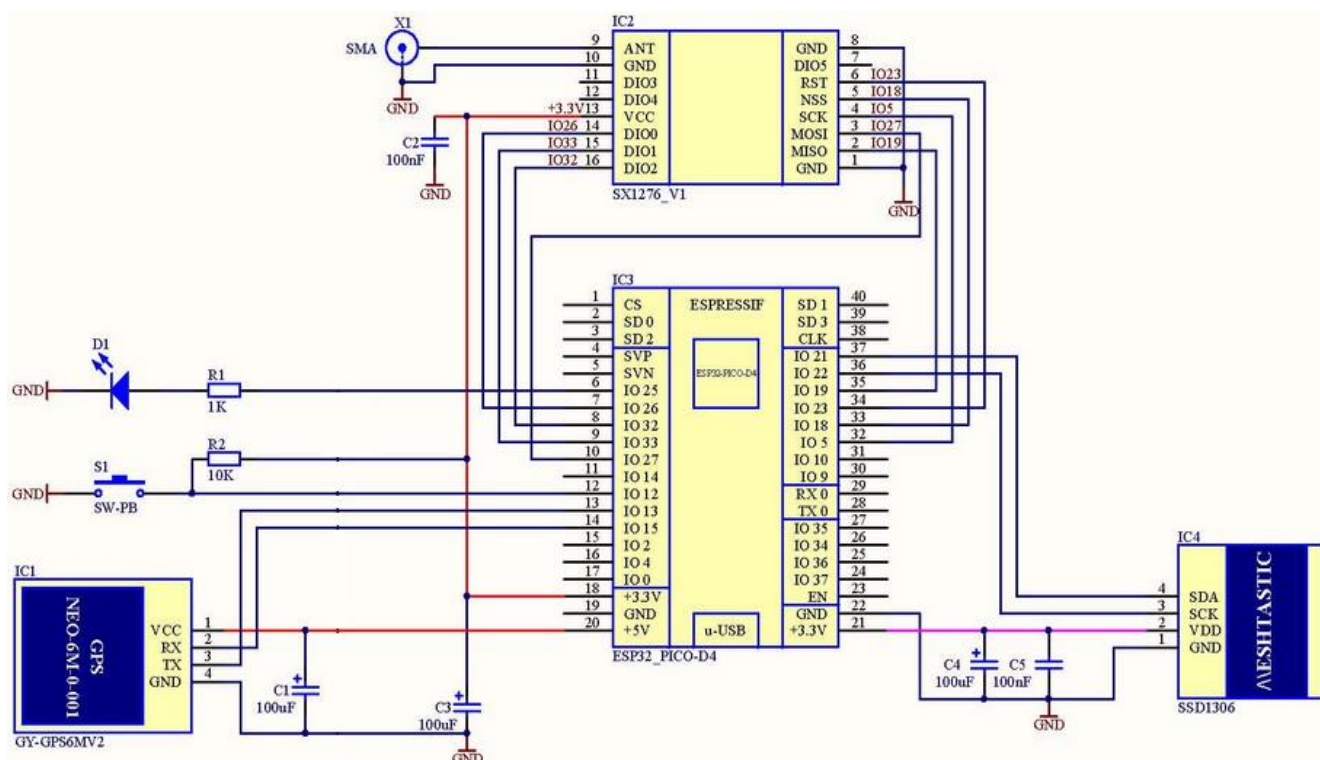 X1
SMA
GND
IC2
9 ANT GND 8
10 GND DIO5 7
11 DIO3 RST 6 IO23
12 DIO4 NSS 5 IO18
+3.3V 13 VCC SCK 4 IO5
IO26 14 DIO0 MOSI 3 IO27
IO33 15 DIO1 MISO 2 IO19
IO32 16 DIO2 GND 1
SX1276_V1
GND
C2
100nF
GND
IC3
ESPRESSIF
ESP32-PICO-D4
1 CS SD 1 40
2 SD 0 SD 3 39
3 SD 2 CLK 38
4 SVP IO 21 37
5 SVN IO 22 36
6 IO 25 IO 19 35
7 IO 26 IO 23 34
8 IO 32 IO 18 33
9 IO 33 IO 5 32
10 IO 27 IO 10 31
11 IO 14 IO 9 30
12 IO 12 RX 0 29
13 IO 13 TX 0 28
14 IO 15 IO 35 27
15 IO 2 IO 34 26
16 IO 4 IO 36 25
17 IO 0 IO 37 24
18 +3.3V EN 23
19 GND GND 22
20 +5V u-USB +3.3V 21
ESP32_PICO-D4
D1
GND
R1
1K
R2
10K
S1
GND
SW-PB
IC1
GPS
NEO-6M-0-001
VCC 1
RX 2
TX 3
GND 4
GY-GPS6MV2
+
C1
100uF
+
C3
100uF
GND
+
C4
100uF
C5
100nF
GND
IC4
4 SDA
3 SCK
2 VDD
1 GND
MESHTASTIC
SSD1306